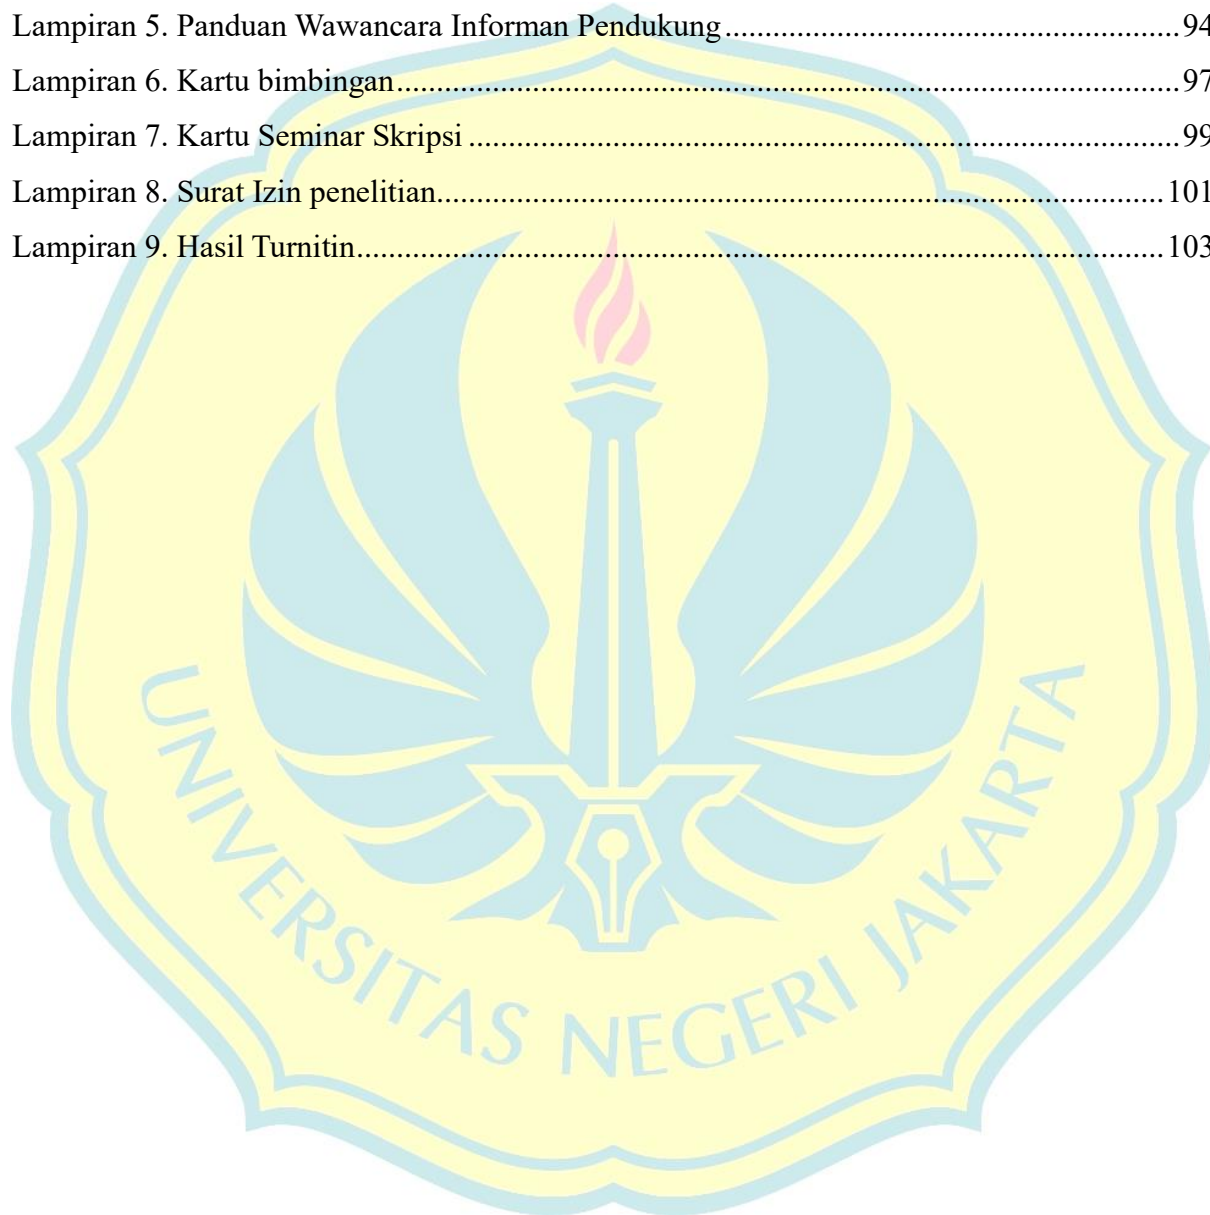 Lampiran 5. Panduan Wawancara Informan Pendukung.......................................................94
Lampiran 6. Kartu bimbingan...............................................................................................97
Lampiran 7. Kartu Seminar Skripsi ......................................................................................99
Lampiran 8. Surat Izin penelitian........................................................................................101
Lampiran 9. Hasil Turnitin..................................................................................................103
UNIVERSITAS NEGERI JAKARTA